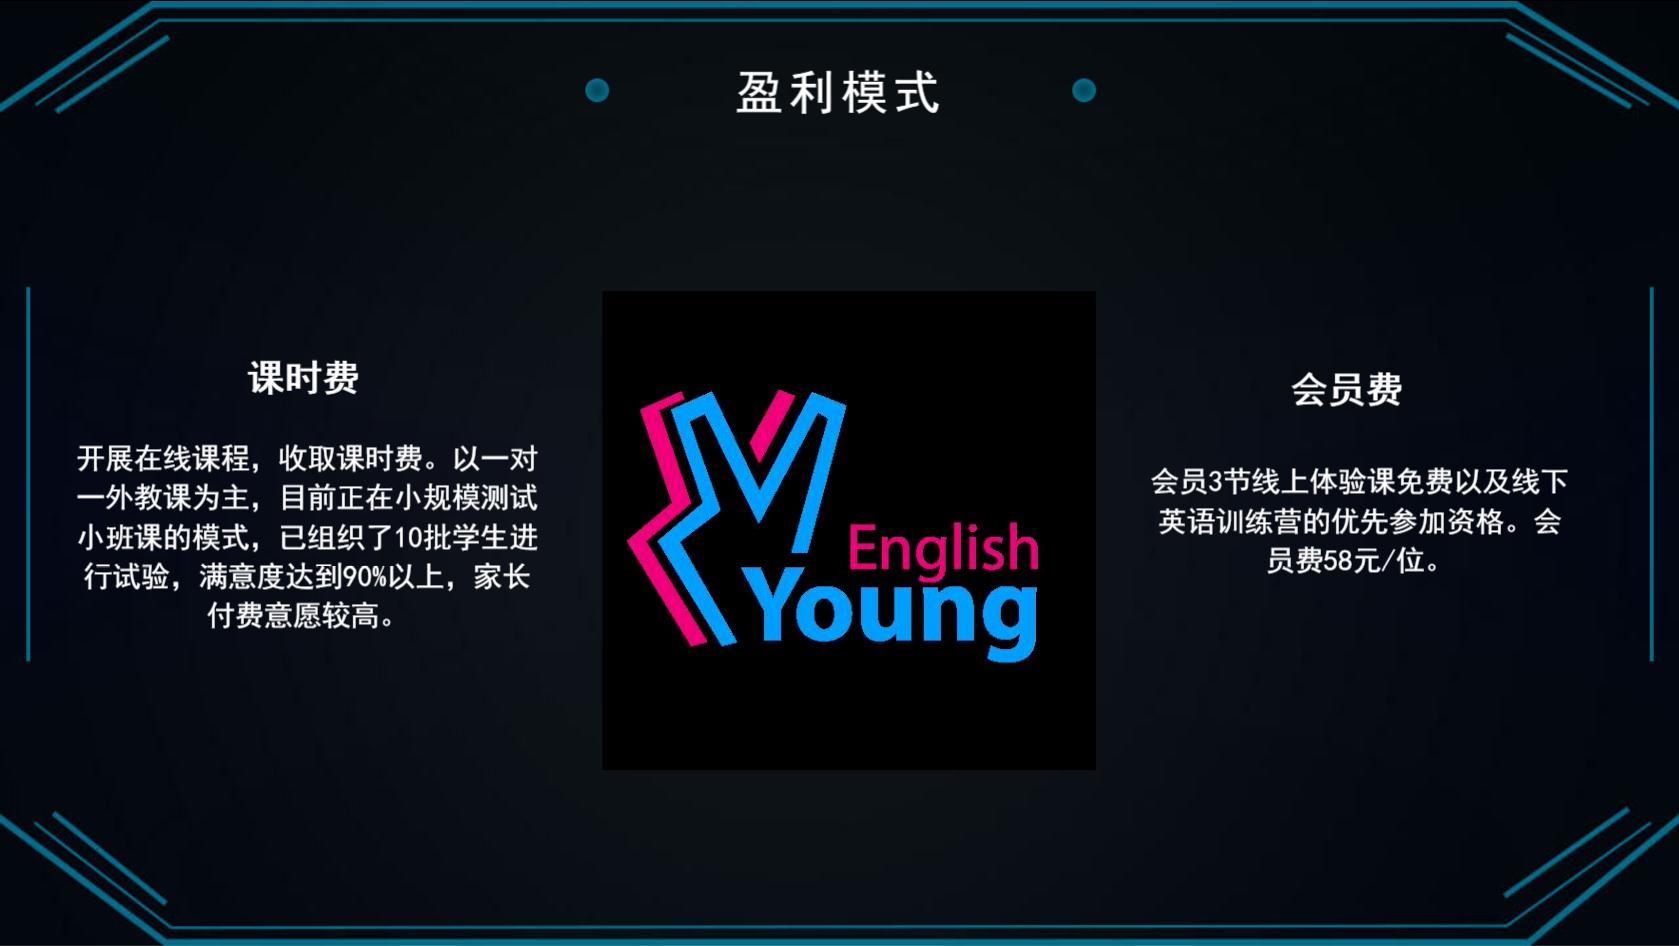 盈利模式
课时费
开展在线课程，收取课时费。以一对
一外教课为主，目前正在小规模测试
小班课的模式，已组织了10批学生进
行试验，满意度达到90%以上，家长
付费意愿较高。
English
Young
会员费
会员3节线上体验课免费以及线下
英语训练营的优先参加资格。会
员费58元/位。